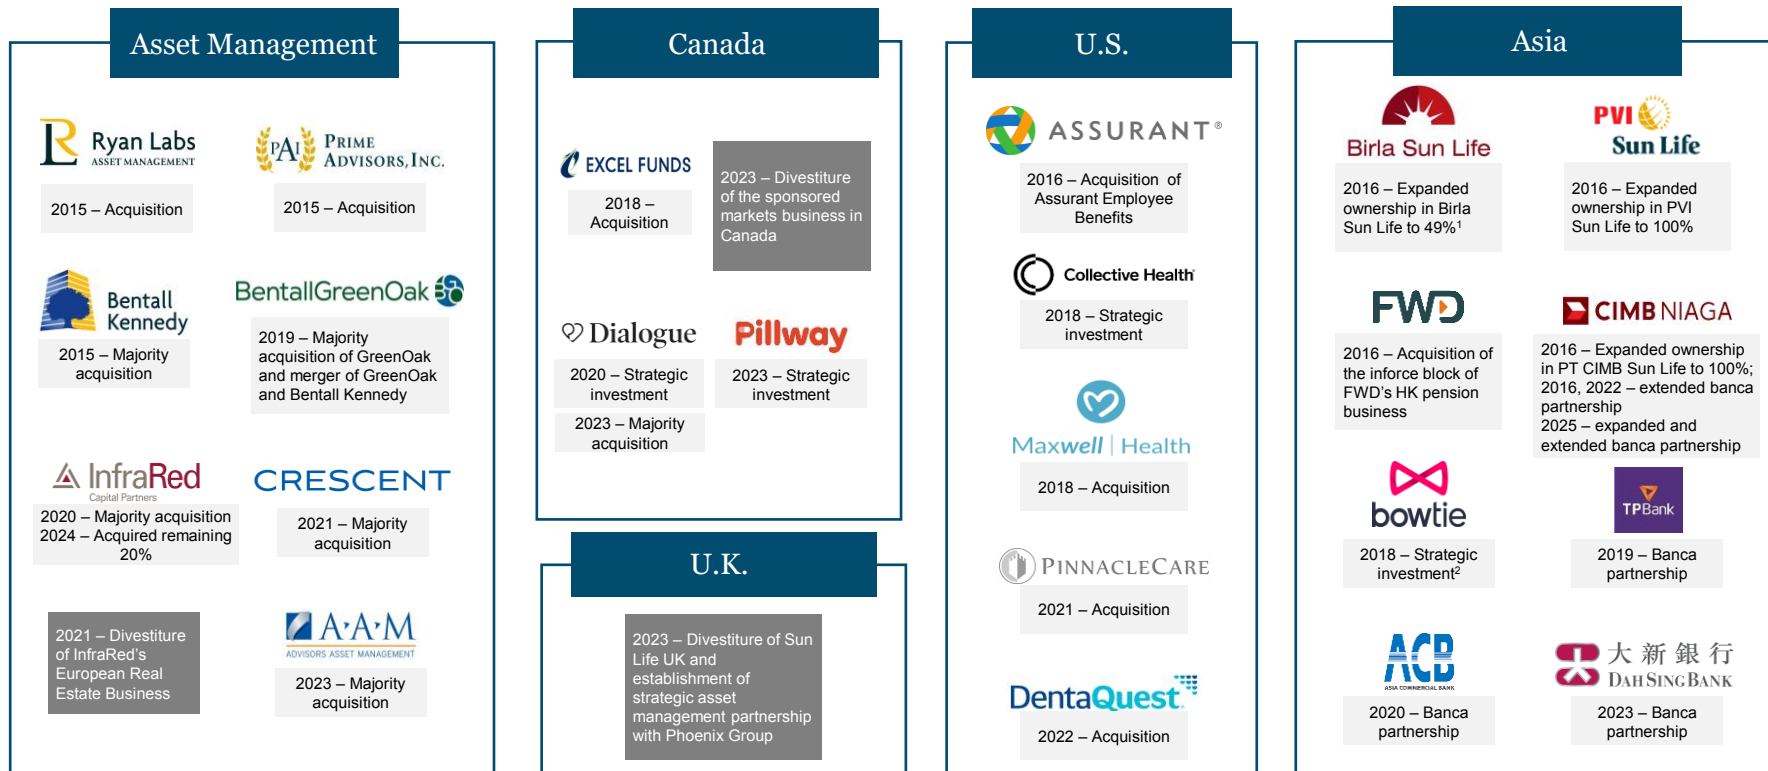 Asset Management
Ryan Labs
ASSET MANAGEMENT
2015 – Acquisition
PAI
PRIME
ADVISORS, INC.
2015 – Acquisition
Bentall
Kennedy
2015 – Majority
acquisition
BentallGreenOak
2019 – Majority
acquisition of GreenOak
and merger of GreenOak
and Bentall Kennedy
InfraRed
Capital Partners
2020 – Majority acquisition
2024 – Acquired remaining
20%
CRESCENT
2021 – Majority
acquisition
2021 – Divestiture
of InfraRed's
European Real
Estate Business
A·A·M
ADVISORS ASSET MANAGEMENT
2023 – Majority
acquisition
Canada
EXCEL FUNDS
2018 –
Acquisition
2023 – Divestiture
of the sponsored
markets business in
Canada
Dialogue
2020 – Strategic
investment
2023 – Majority
acquisition
Pillway
2023 – Strategic
investment
U.K.
2023 – Divestiture of Sun
Life UK and
establishment of
strategic asset
management partnership
with Phoenix Group
U.S.
ASSURANT®
2016 – Acquisition of
Assurant Employee
Benefits
Collective Health
2018 – Strategic
investment
Maxwell | Health
2018 – Acquisition
PINNACLECARE
2021 – Acquisition
DentaQuest
2022 – Acquisition
Asia
Birla Sun Life
2016 – Expanded
ownership in Birla
Sun Life to 49%¹
PVI
Sun Life
2016 – Expanded
ownership in PVI
Sun Life to 100%
FWD
2016 – Acquisition of
the inforce block of
FWD's HK pension
business
CIMB NIAGA
2016 – Expanded ownership
in PT CIMB Sun Life to 100%;
2016, 2022 – extended banca
partnership
2025 – expanded and
extended banca partnership
bowtie
2018 – Strategic
investment²
TPBank
2019 – Banca
partnership
ACB
ASIA COMMERCIAL BANK
2020 – Banca
partnership
大新銀行
DAH SING BANK
2023 – Banca
partnership